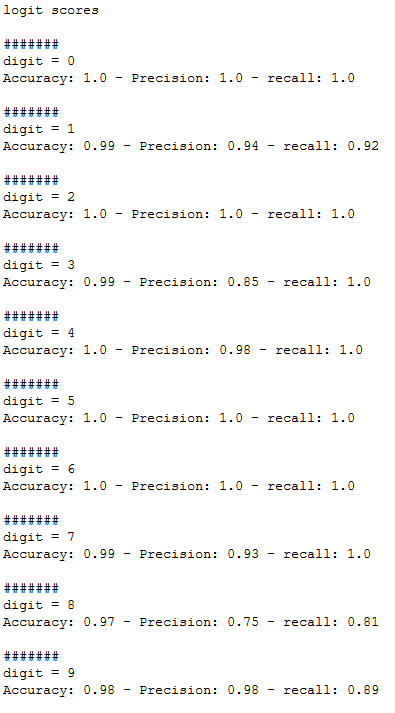 logit scores
#######
digit = 0
Accuracy: 1.0 - Precision: 1.0 - recall: 1.0
#######
digit = 1
Accuracy: 0.99 - Precision: 0.94 - recall: 0.92
#######
digit = 2
Accuracy: 1.0 - Precision: 1.0 - recall: 1.0
#######
digit = 3
Accuracy: 0.99 - Precision: 0.85 - recall: 1.0
#######
digit = 4
Accuracy: 1.0 - Precision: 0.98 - recall: 1.0
#######
digit = 5
Accuracy: 1.0 - Precision: 1.0 - recall: 1.0
#######
digit = 6
Accuracy: 1.0 - Precision: 1.0 - recall: 1.0
#######
digit = 7
Accuracy: 0.99 - Precision: 0.93 - recall: 1.0
#######
digit = 8
Accuracy: 0.97 - Precision: 0.75 - recall: 0.81
#######
digit = 9
Accuracy: 0.98 - Precision: 0.98 - recall: 0.89